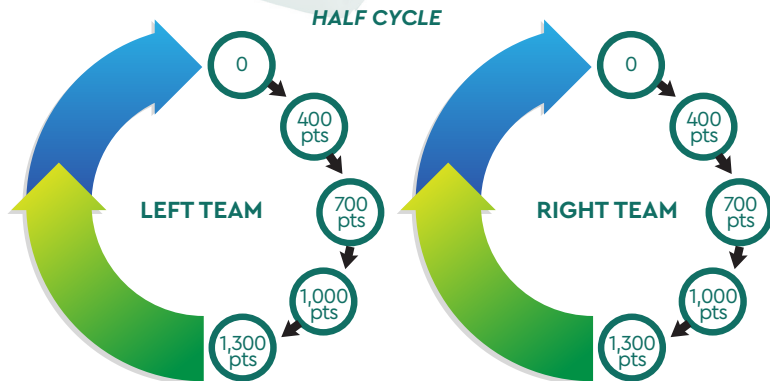 HALF CYCLE
0
400
pts
700
pts
1,000
pts
1,300
pts
LEFT TEAM
0
400
pts
700
pts
1,000
pts
1,300
pts
RIGHT TEAM